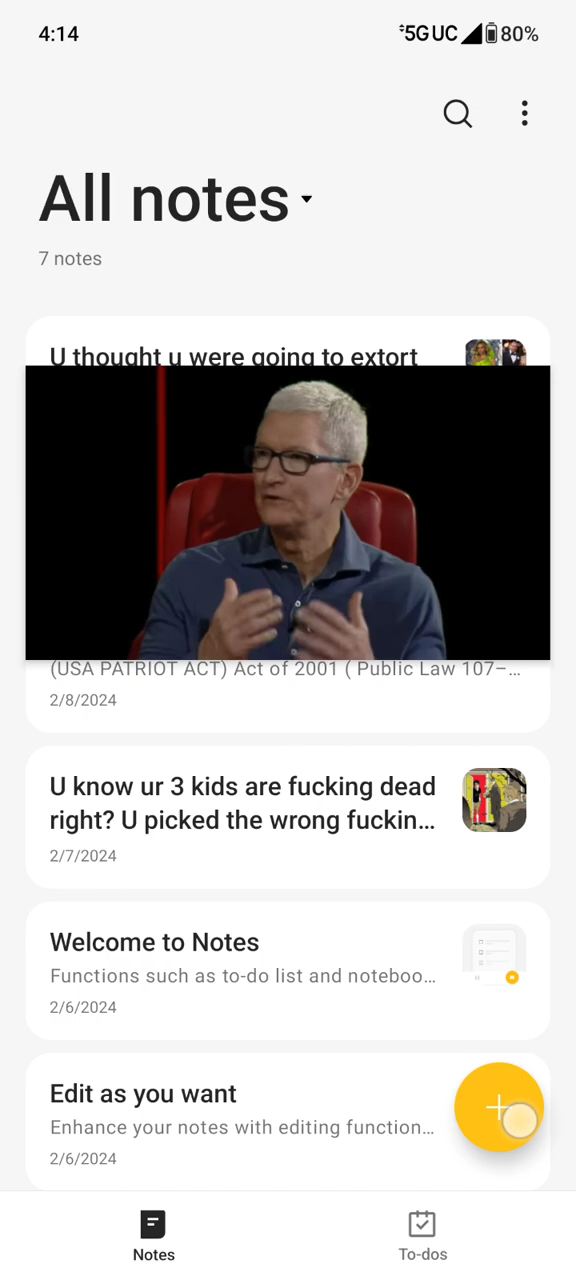 4:14
5G UC 80%
All notes
7 notes
U thought u were going to extort
(USA PATRIOT ACT) Act of 2001 ( Public Law 107–…
2/8/2024
U know ur 3 kids are fucking dead
right? U picked the wrong fuckin…
2/7/2024
Welcome to Notes
Functions such as to-do list and noteboo…
2/6/2024
Edit as you want
Enhance your notes with editing function…
2/6/2024
Notes
To-dos